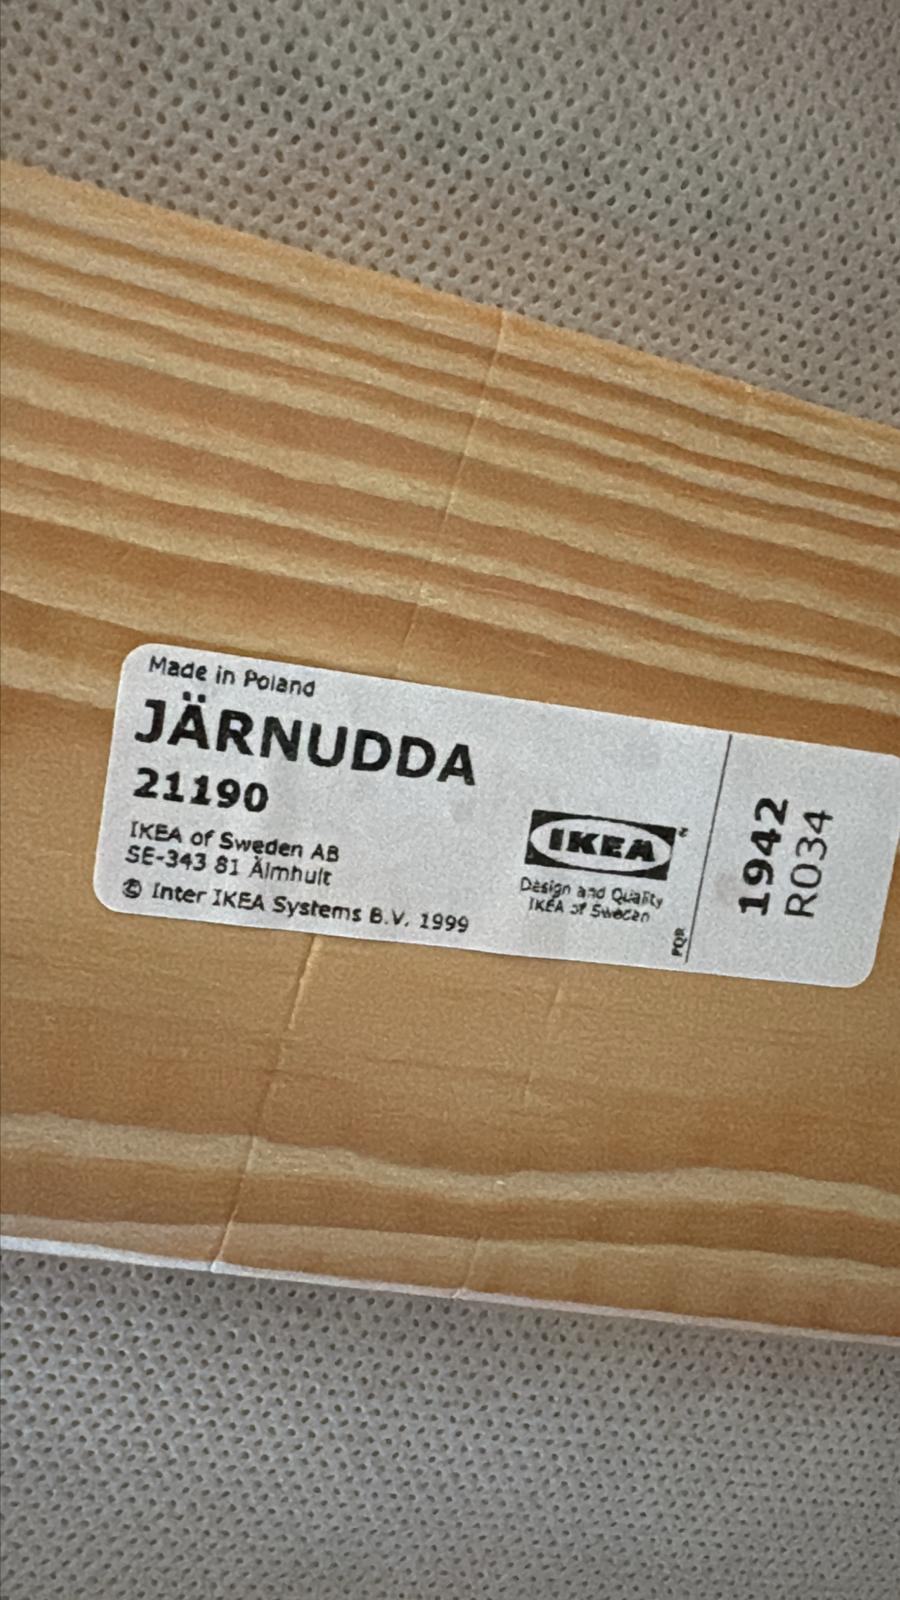 Made in Poland
JÄRNUDDA
21190
IKEA of Sweden AB
SE-343 81 Älmhult
© Inter IKEA Systems B.V. 1999
IKEA
Design and Quality
IKEA of Sweden
PQR
1942
R034